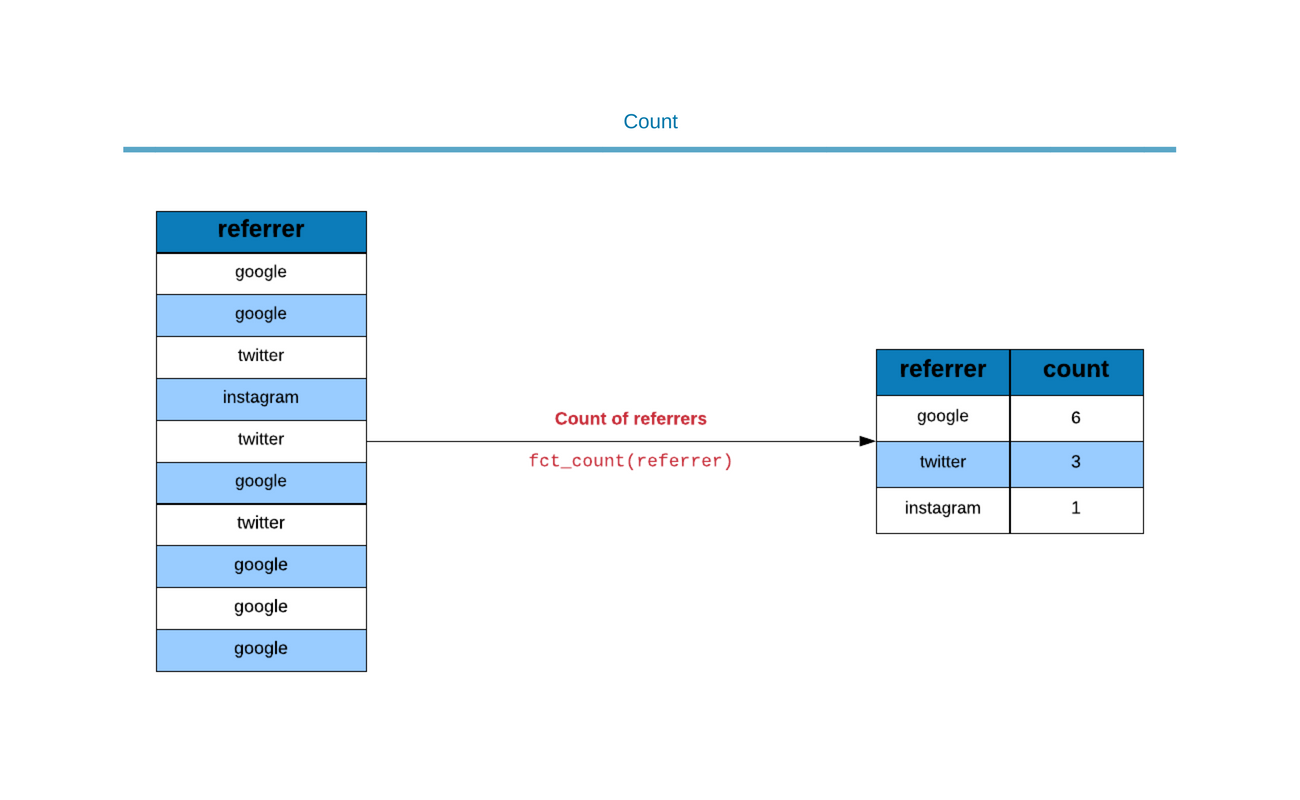 Count
referrer
google
google
twitter
instagram
twitter
google
twitter
google
google
google
Count of referrers
fct_count(referrer)
referrer count
google 6
twitter 3
instagram 1